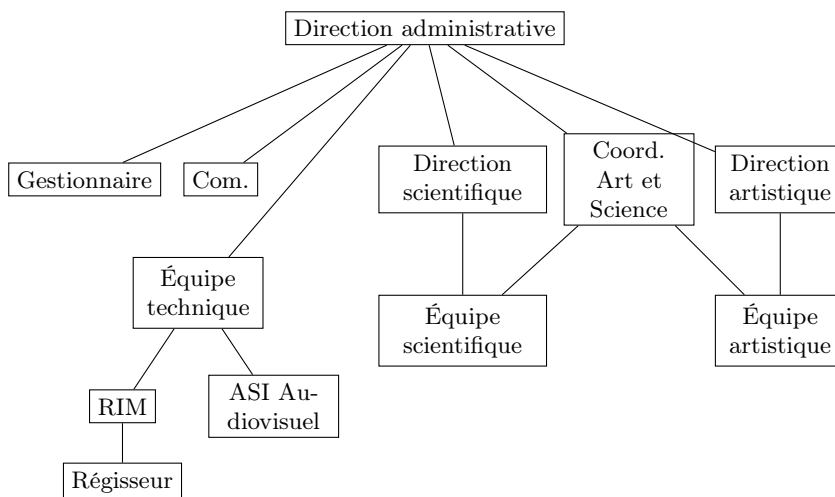 Direction administrative
Gestionnaire
Com.
Direction
scientifique
Coord.
Art et
Science
Direction
artistique
Équipe
technique
Équipe
scientifique
Équipe
artistique
RIM
ASI Au-
diovisuel
Régisseur